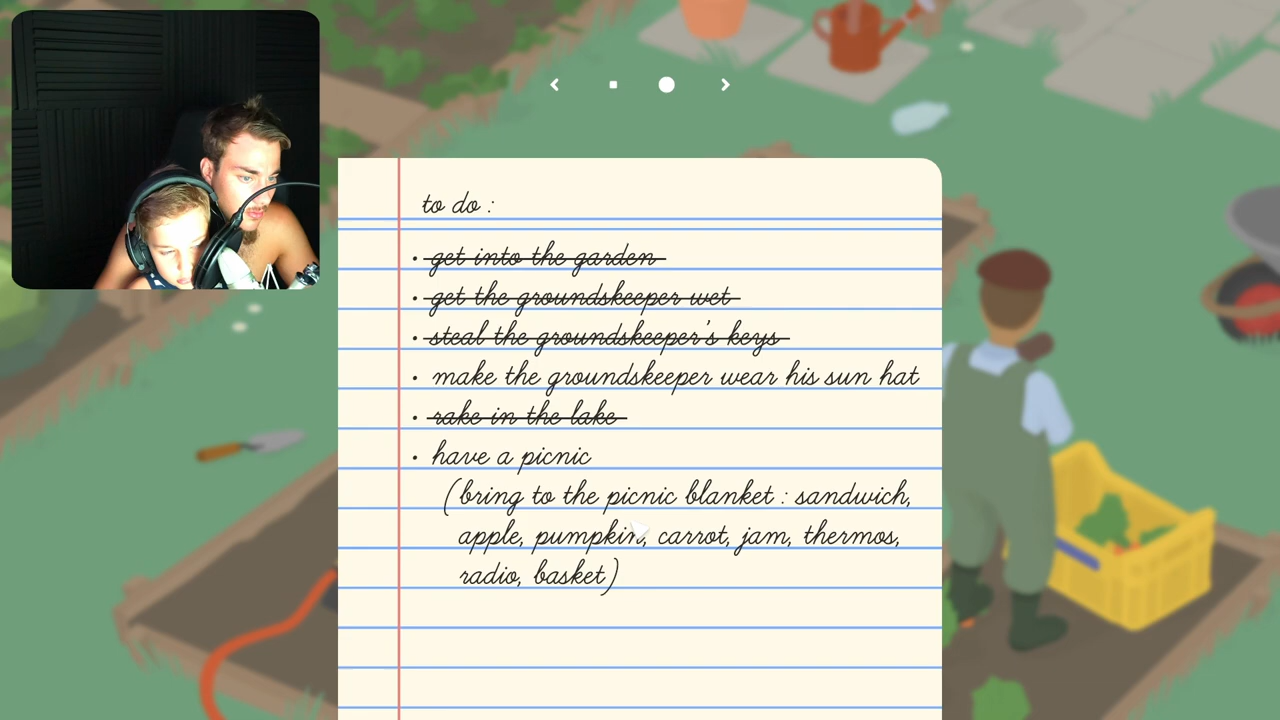 to do :
• get into the garden
• get the groundskeeper wet
• steal the groundskeeper's keys
• make the groundskeeper wear his sun hat
• rake in the lake
• have a picnic
(bring to the picnic blanket : sandwich,
apple, pumpkin, carrot, jam, thermos,
radio, basket)